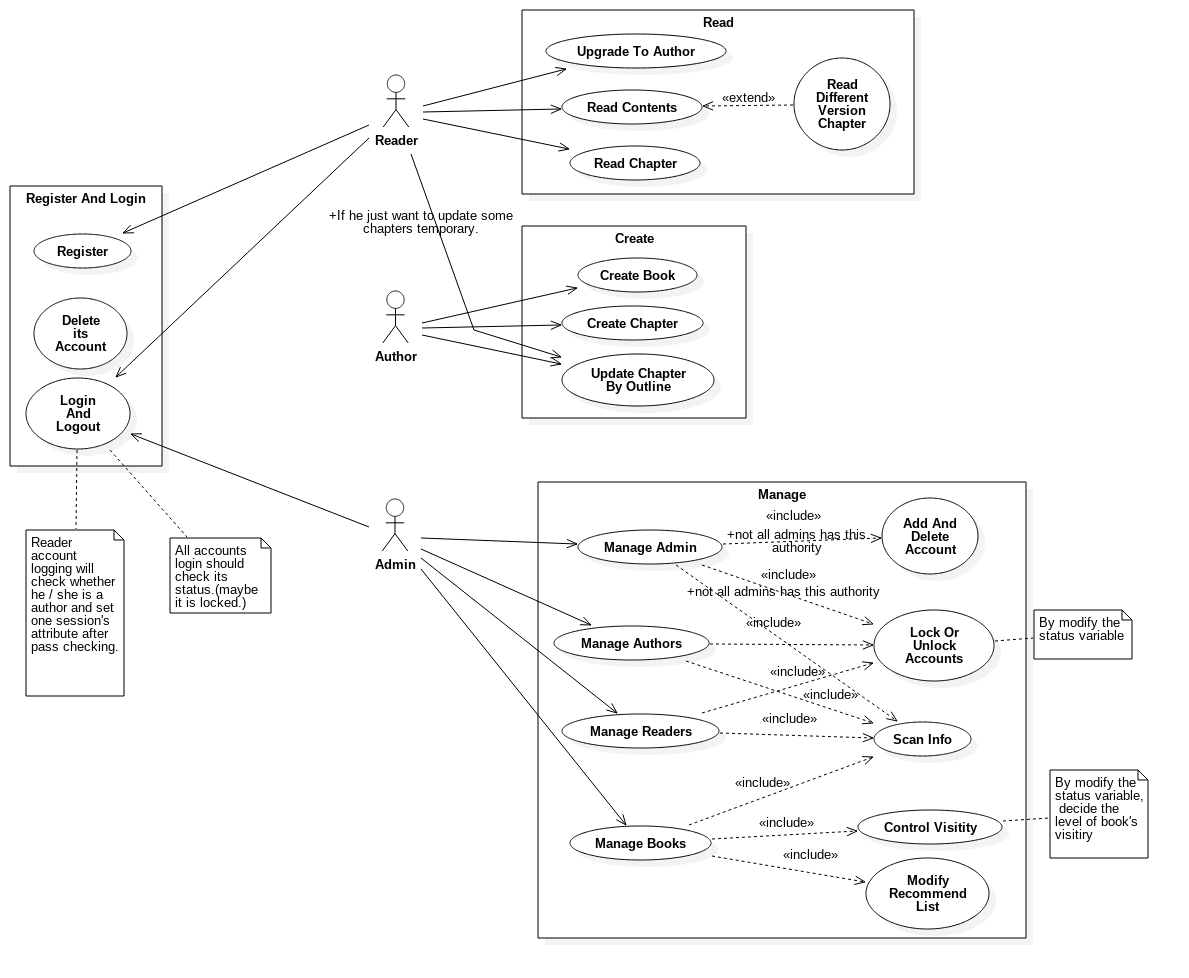 Read
Upgrade To Author
Read Contents
«extend»
Read
Different
Version
Chapter
Read Chapter
Reader
Register And Login
Register
Delete
its
Account
Login
And
Logout
+If he just want to update some
chapters temporary.
Create
Create Book
Create Chapter
Update Chapter
By Outline
Author
Reader
account
logging will
check whether
he / she is a
author and set
one session's
attribute after
pass checking.
All accounts
login should
check its
status.(maybe
it is locked.)
Admin
Manage
Manage Admin
«include»
+not all admins has this
authority
Add And
Delete
Account
«include»
+not all admins has this authority
«include»
Manage Authors
Lock Or
Unlock
Accounts
By modify the
status variable
«include»
«include»
Manage Readers
«include»
Scan Info
«include»
Manage Books
«include»
Control Visitity
By modify the
status variable,
decide the
level of book's
visitiry
«include»
Modify
Recommend
List